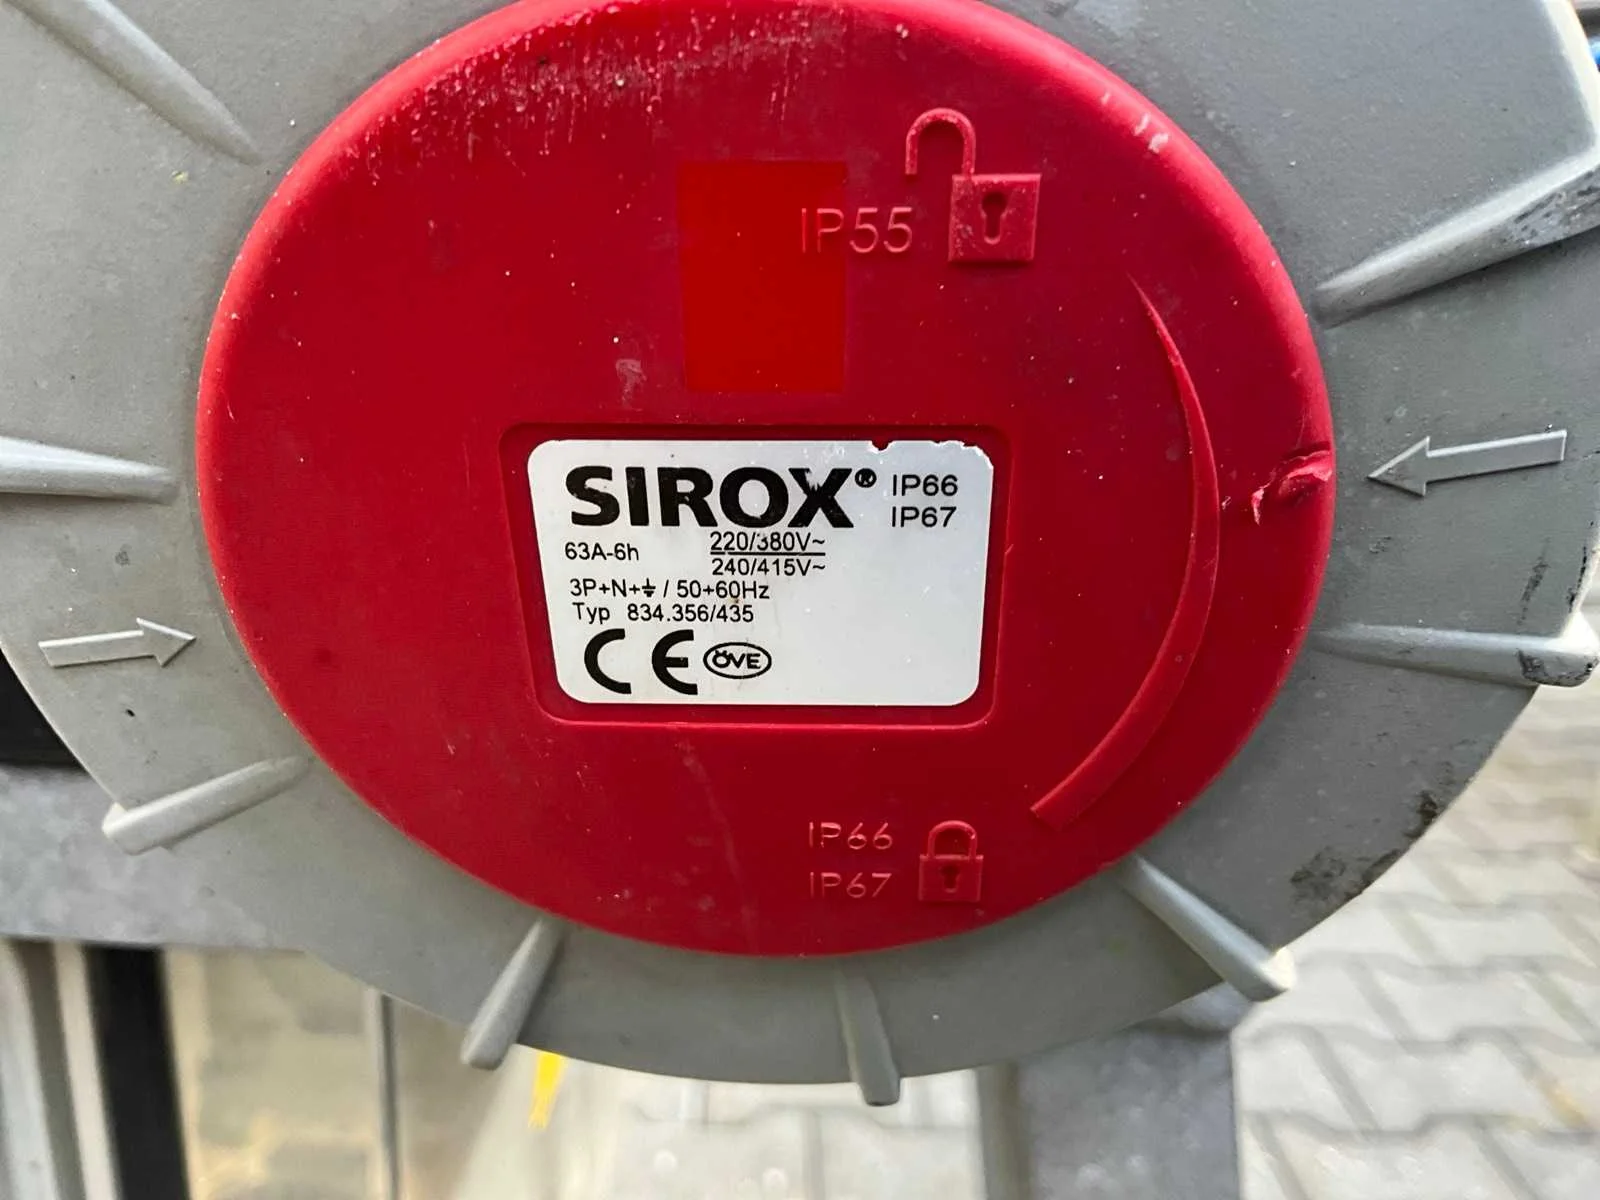 IP55
SIROX® IP66
IP67
63A-6h 220/380V~
240/415V~
3P+N+⏚ / 50+60Hz
Typ 834.356/435
CE ÖVE
IP66
IP67